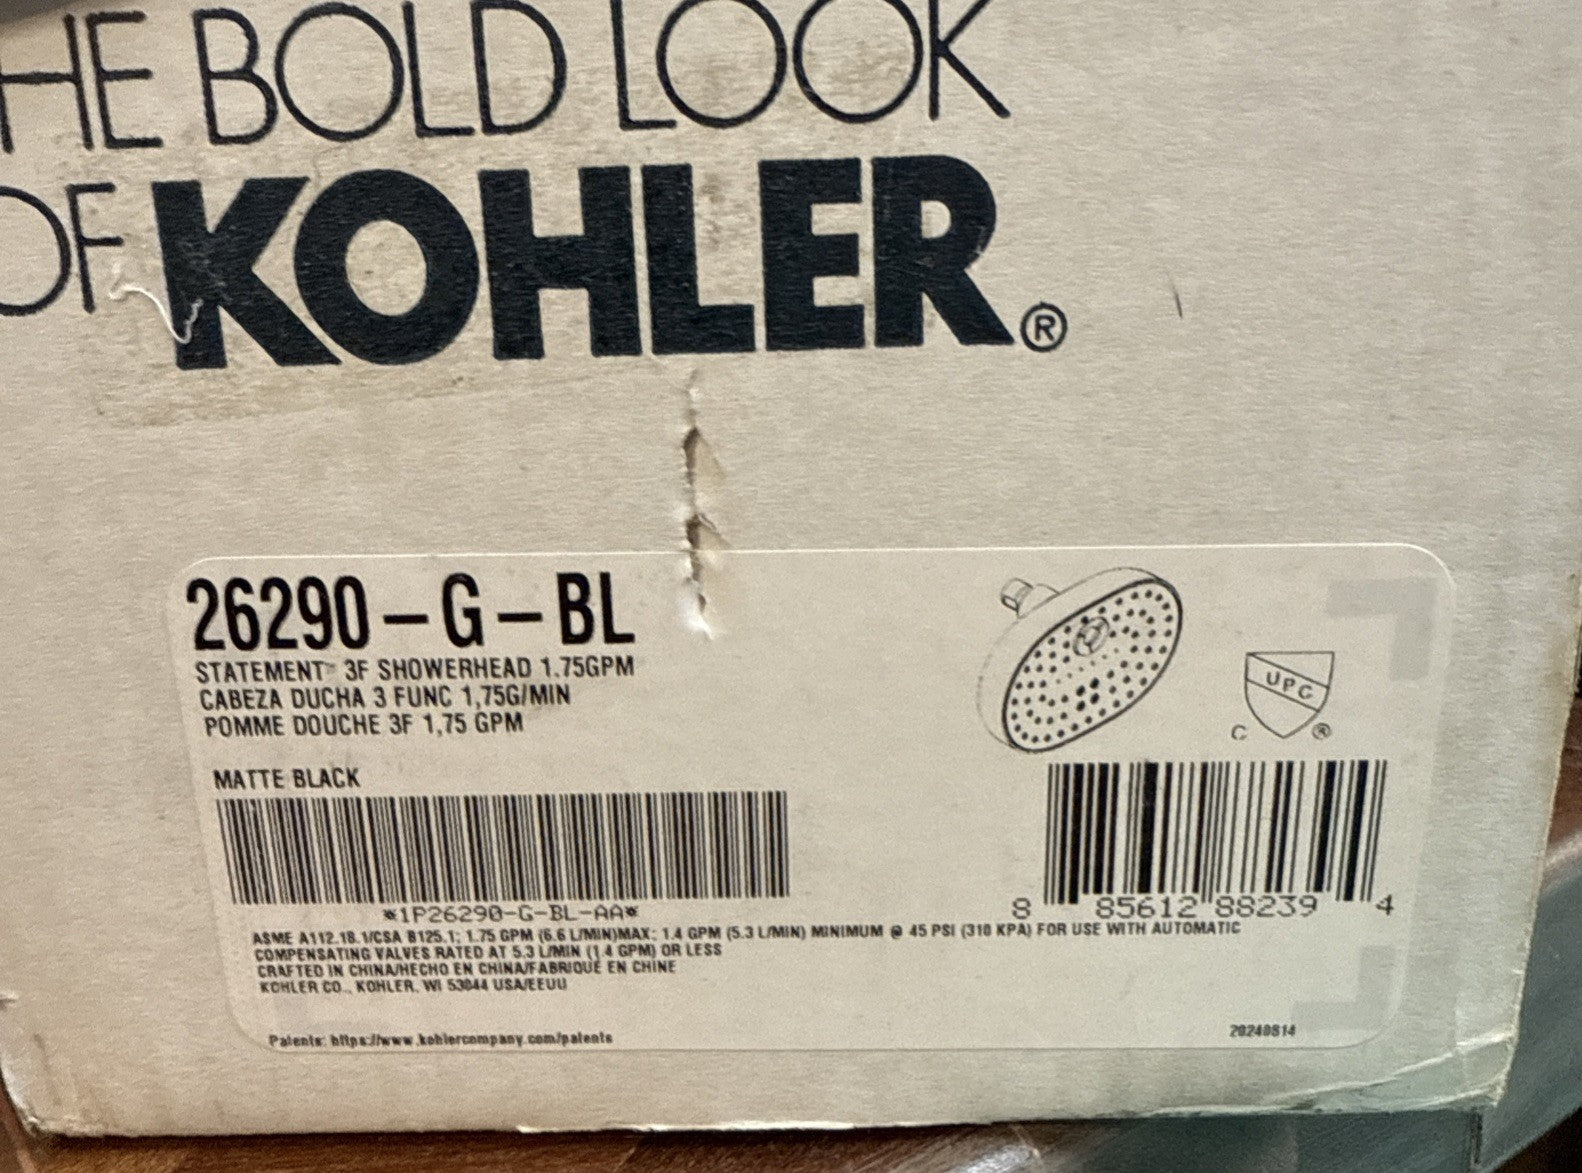 THE BOLD LOOK
OF KOHLER®
26290-G-BL
STATEMENT™ 3F SHOWERHEAD 1.75GPM
CABEZA DUCHA 3 FUNC 1,75G/MIN
POMME DOUCHE 3F 1,75 GPM
MATTE BLACK
*1P26290-G-BL-AA*
UPC
C ®
8 85612 88239 4
ASME A112.18.1/CSA B125.1; 1.75 GPM (6.6 L/MIN)MAX; 1.4 GPM (5.3 L/MIN) MINIMUM @ 45 PSI (310 KPA) FOR USE WITH AUTOMATIC
COMPENSATING VALVES RATED AT 5.3 L/MIN (1.4 GPM) OR LESS
CRAFTED IN CHINA/HECHO EN CHINA/FABRIQUÉ EN CHINE
KOHLER CO., KOHLER, WI 53044 USA/EEUU
Patents: https://www.kohlercompany.com/patents
20240814